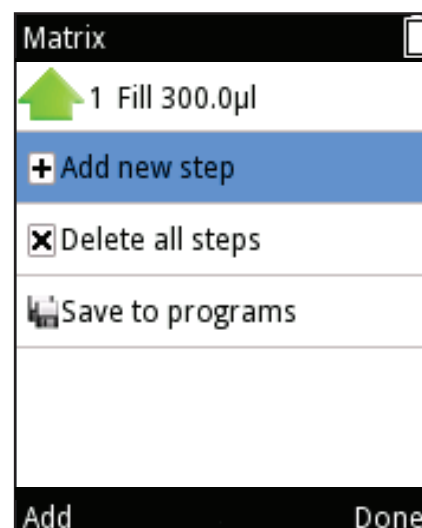 Matrix
1 Fill 300.0µl
Add new step
Delete all steps
Save to programs
Add Done